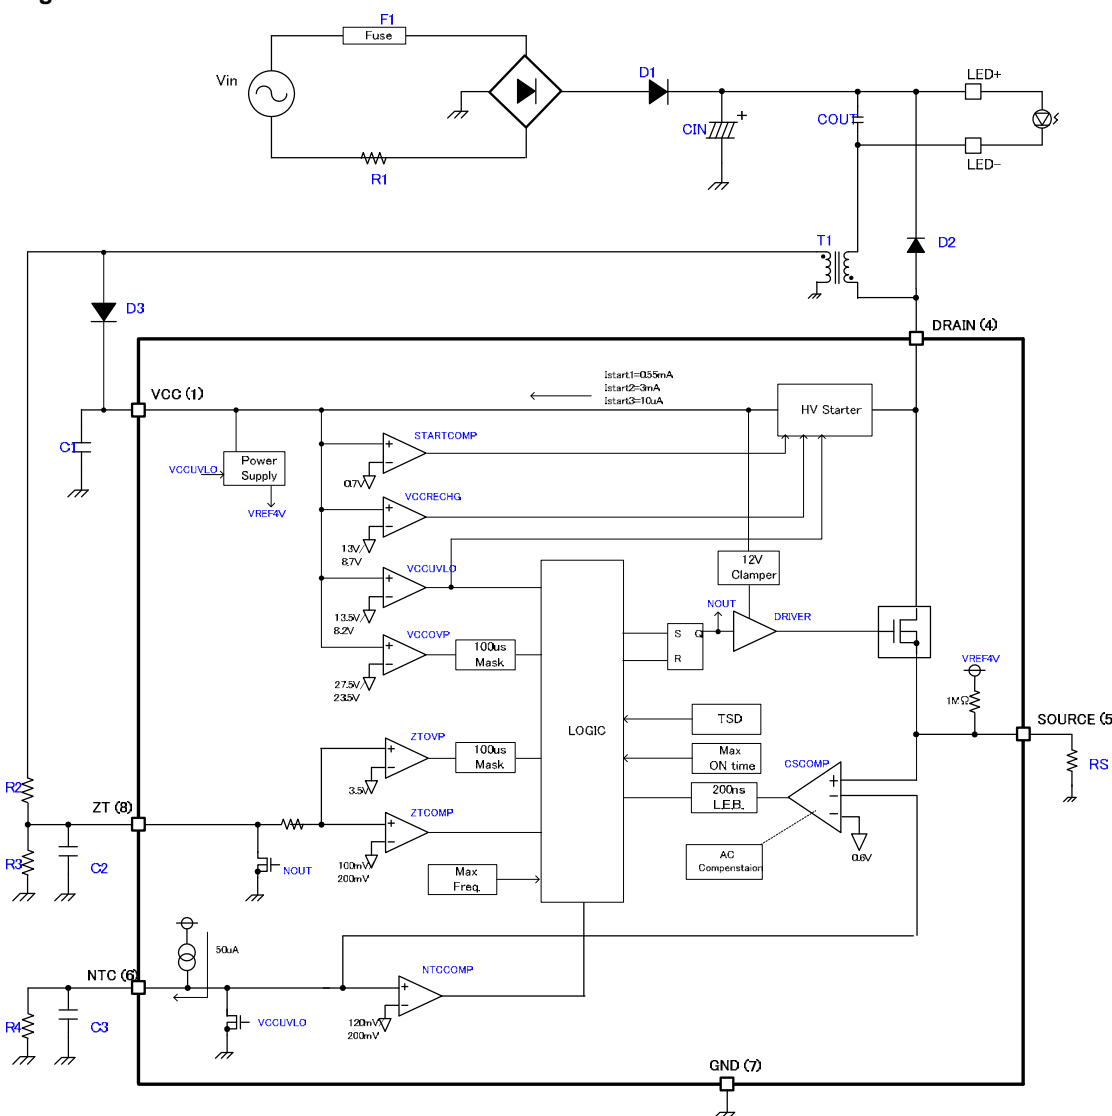 F1
Fuse
Vin
R1
D1
CIN
+
COUT
LED+
LED-
T1
D2
D3
DRAIN (4)
VCC (1)
Istart1=0.55mA
Istart2=3mA
Istart3=10uA
HV Starter
C1
VCCUVLO
Power
Supply
VREF4V
STARTCOMP
+
-
0.7V
VCCRECHG
+
-
13V/
8.7V
VCCUVLO
+
-
13.5V/
8.2V
VCCOVP
+
-
27.5V/
23.5V
100us
Mask
12V
Clamper
NOUT
DRIVER
S Q
R
LOGIC
VREF4V
1MΩ
SOURCE (5
RS
TSD
Max
ON time
200ns
L.E.B.
CSCOMP
+
-
-
0.6V
AC
Compenstaion
ZTOVP
+
-
3.5V
100us
Mask
ZTCOMP
+
-
100mV/
200mV
Max
Freq.
R2
ZT (8)
R3
C2
NOUT
50uA
NTC (6)
R4
C3
VCCUVLO
NTCCOMP
+
-
120mV/
200mV
GND (7)